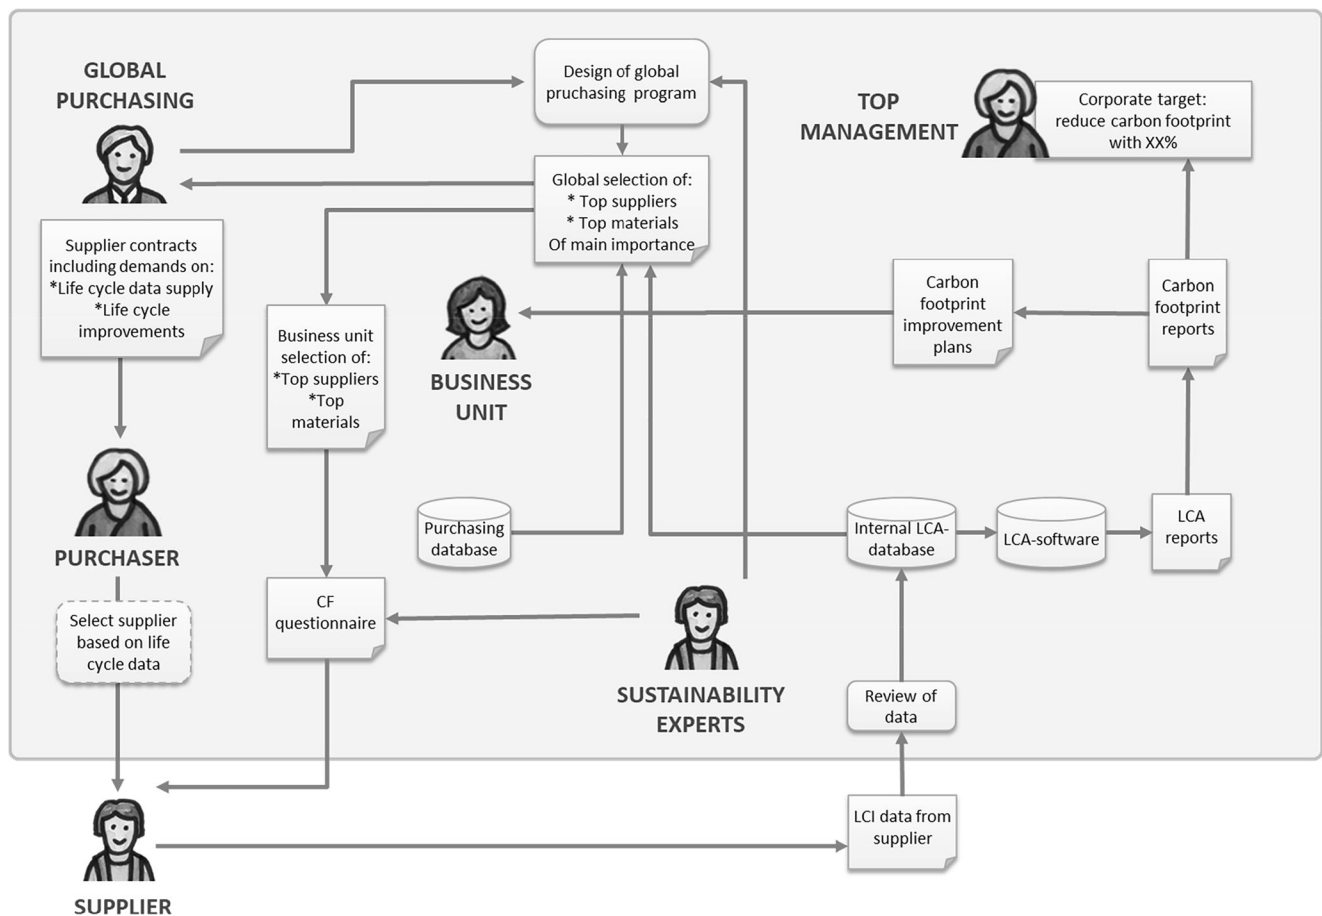 GLOBAL
PURCHASING
Design of global
pruchasing program
TOP
MANAGEMENT
Corporate target:
reduce carbon footprint
with XX%
Global selection of:
* Top suppliers
* Top materials
Of main importance
Supplier contracts
including demands on:
*Life cycle data supply
*Life cycle
improvements
Business unit
selection of:
*Top suppliers
*Top
materials
BUSINESS
UNIT
Carbon
footprint
improvement
plans
Carbon
footprint
reports
PURCHASER
Purchasing
database
Internal LCA-
database
LCA-software
LCA
reports
Select supplier
based on life
cycle data
CF
questionnaire
SUSTAINABILITY
EXPERTS
Review of
data
LCI data from
supplier
SUPPLIER